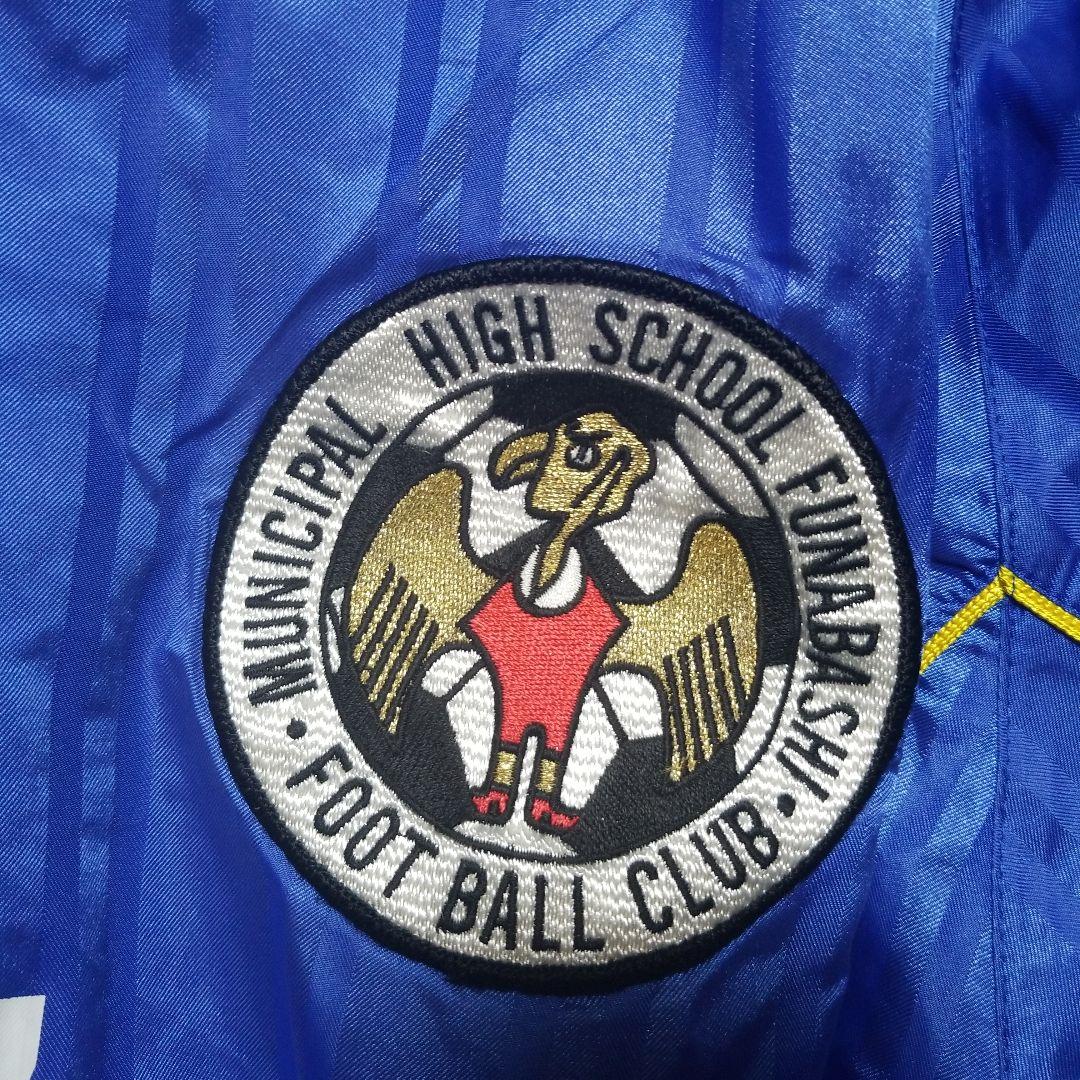 MUNICIPAL HIGH SCHOOL FUNABASHI
• FOOT BALL CLUB •